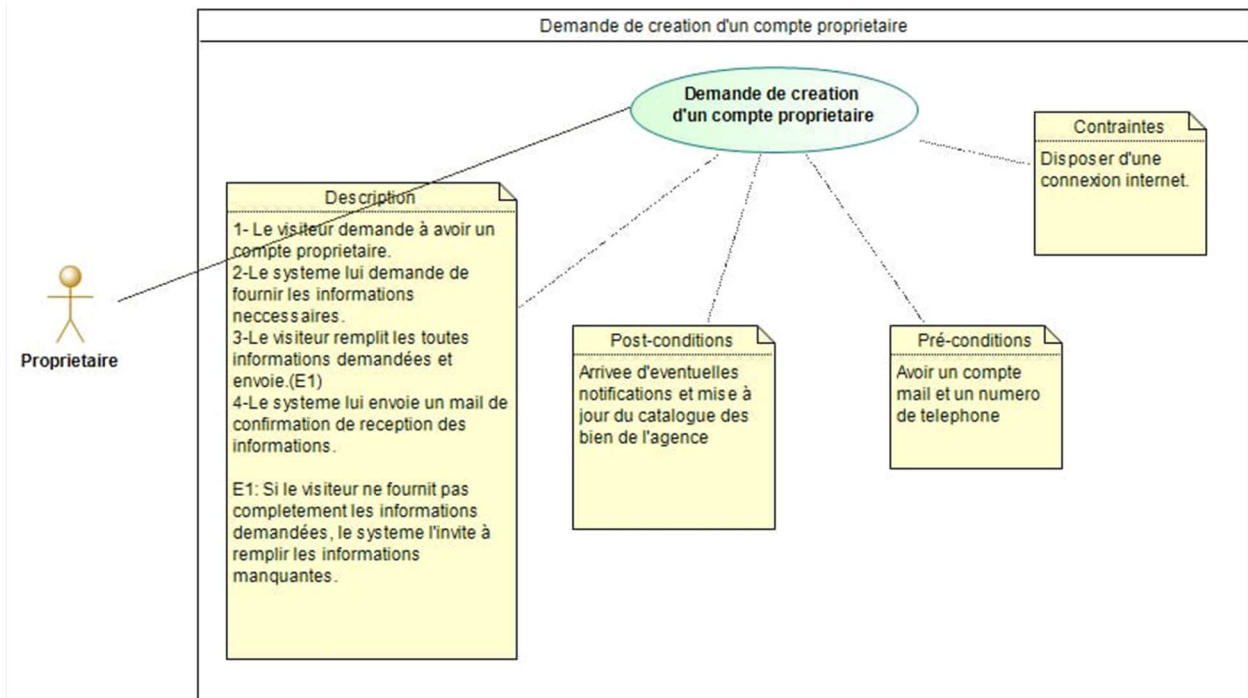 Demande de creation d'un compte proprietaire
Demande de creation
d'un compte proprietaire
Contraintes
Disposer d'une
connexion internet.
Description
1- Le visiteur demande à avoir un
compte proprietaire.
2-Le systeme lui demande de
fournir les informations
neccessaires.
3-Le visiteur remplit les toutes
informations demandées et
envoie.(E1)
4-Le systeme lui envoie un mail de
confirmation de reception des
informations.
E1: Si le visiteur ne fournit pas
completement les informations
demandées, le systeme l'invite à
remplir les informations
manquantes.
Proprietaire
Post-conditions
Arrivee d'eventuelles
notifications et mise à
jour du catalogue des
bien de l'agence
Pré-conditions
Avoir un compte
mail et un numero
de telephone